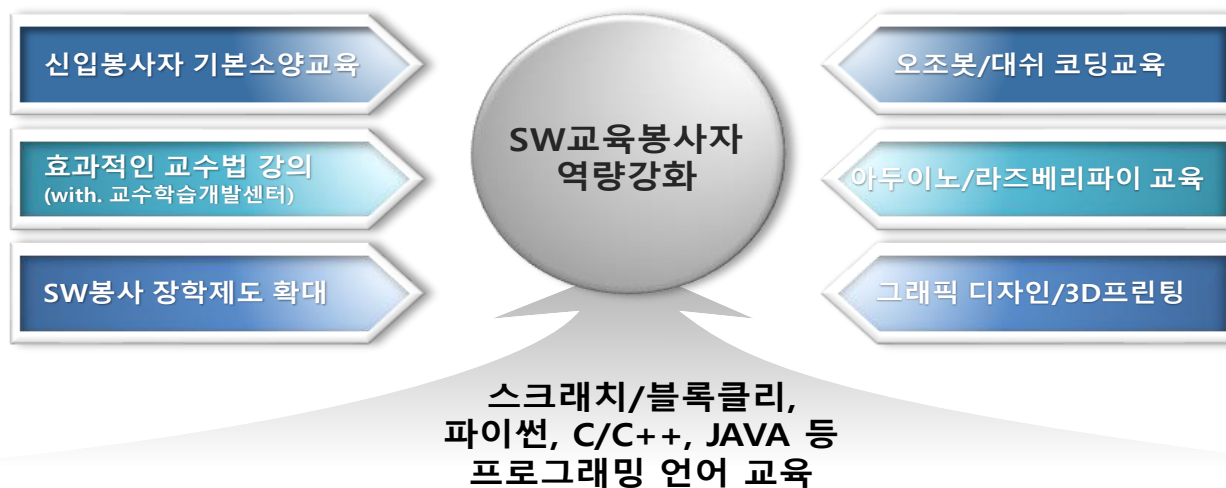 신입봉사자 기본소양교육
효과적인 교수법 강의
(with. 교수학습개발센터)
SW봉사 장학제도 확대
SW교육봉사자
역량강화
오조봇/대쉬 코딩교육
아두이노/라즈베리파이 교육
그래픽 디자인/3D프린팅
스크래치/블록클리,
파이썬, C/C++, JAVA 등
프로그래밍 언어 교육